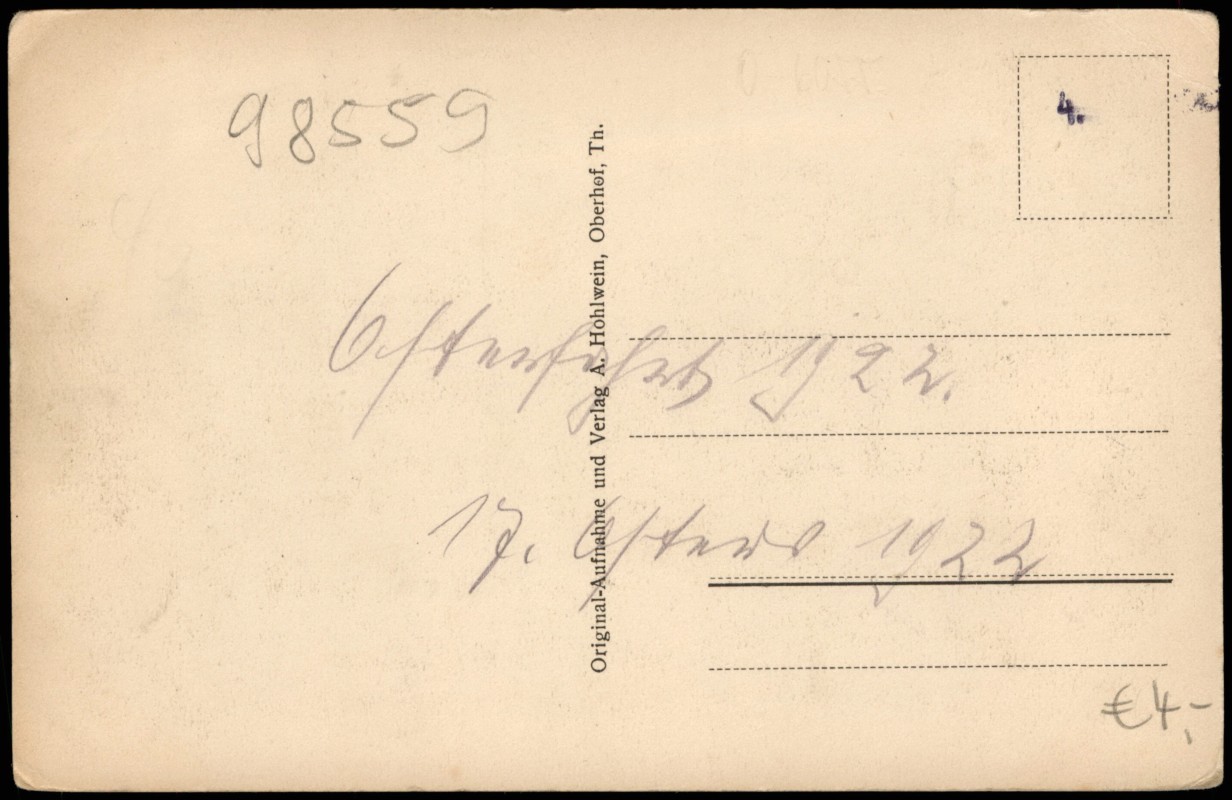 98559
4.
Original-Aufnahme und Verlag A. Hohlwein, Oberhof, Th.
Osterfahrt 1922.
17. Ostern 1922
€ 4,-